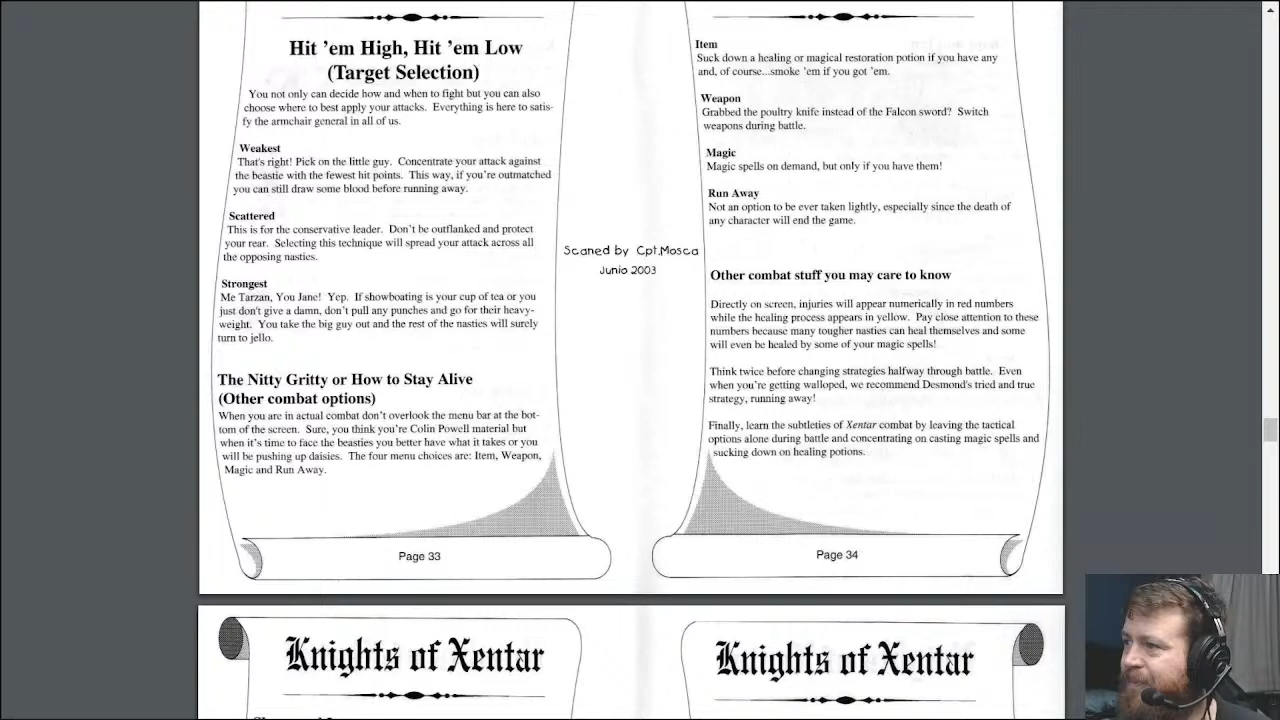 Hit ’em High, Hit ’em Low
(Target Selection)
You not only can decide how and when to fight but you can also
choose where to best apply your attacks. Everything is here to satis-
fy the armchair general in all of us.
Weakest
That's right! Pick on the little guy. Concentrate your attack against
the beastie with the fewest hit points. This way, if you’re outmatched
you can still draw some blood before running away.
Scattered
This is for the conservative leader. Don’t be outflanked and protect
your rear. Selecting this technique will spread your attack across all
the opposing nasties.
Strongest
Me Tarzan, You Jane! Yep. If showboating is your cup of tea or you
just don't give a damn, don’t pull any punches and go for their heavy-
weight. You take the big guy out and the rest of the nasties will surely
turn to jello.
The Nitty Gritty or How to Stay Alive
(Other combat options)
When you are in actual combat don’t overlook the menu bar at the bot-
tom of the screen. Sure, you think you’re Colin Powell material but
when it’s time to face the beasties you better have what it takes or you
will be pushing up daisies. The four menu choices are: Item, Weapon,
Magic and Run Away.
Page 33
Scaned by Cpt.Mosca
Junio 2003
Item
Suck down a healing or magical restoration potion if you have any
and, of course...smoke ’em if you got ’em.
Weapon
Grabbed the poultry knife instead of the Falcon sword? Switch
weapons during battle.
Magic
Magic spells on demand, but only if you have them!
Run Away
Not an option to be ever taken lightly, especially since the death of
any character will end the game.
Other combat stuff you may care to know
Directly on screen, injuries will appear numerically in red numbers
while the healing process appears in yellow. Pay close attention to these
numbers because many tougher nasties can heal themselves and some
will even be healed by some of your magic spells!
Think twice before changing strategies halfway through battle. Even
when you’re getting walloped, we recommend Desmond's tried and true
strategy, running away!
Finally, learn the subtleties of Xentar combat by leaving the tactical
options alone during battle and concentrating on casting magic spells and
sucking down on healing potions.
Page 34
Knights of Xentar
Knights of Xentar